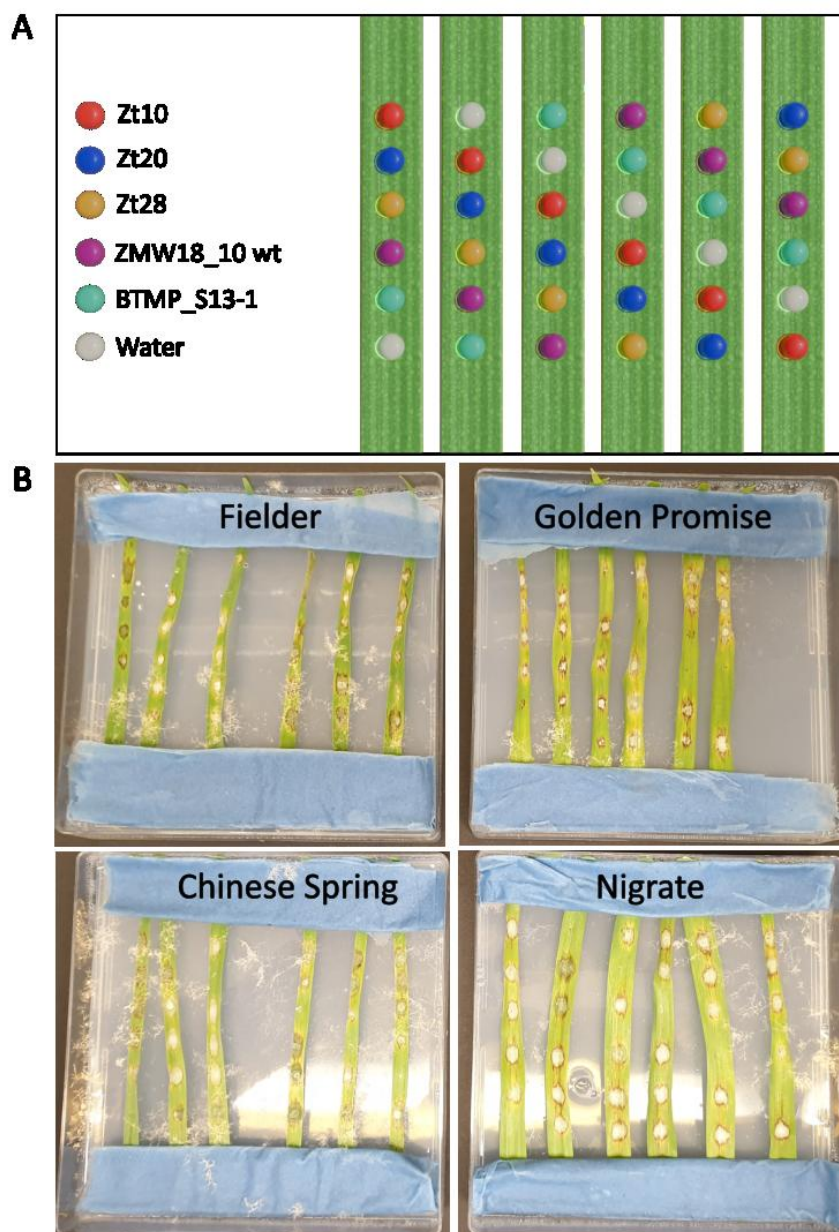 A
Zt10
Zt20
Zt28
ZMW18_10 wt
BTMP_S13-1
Water
B
Fielder
Golden Promise
Chinese Spring
Nigrate